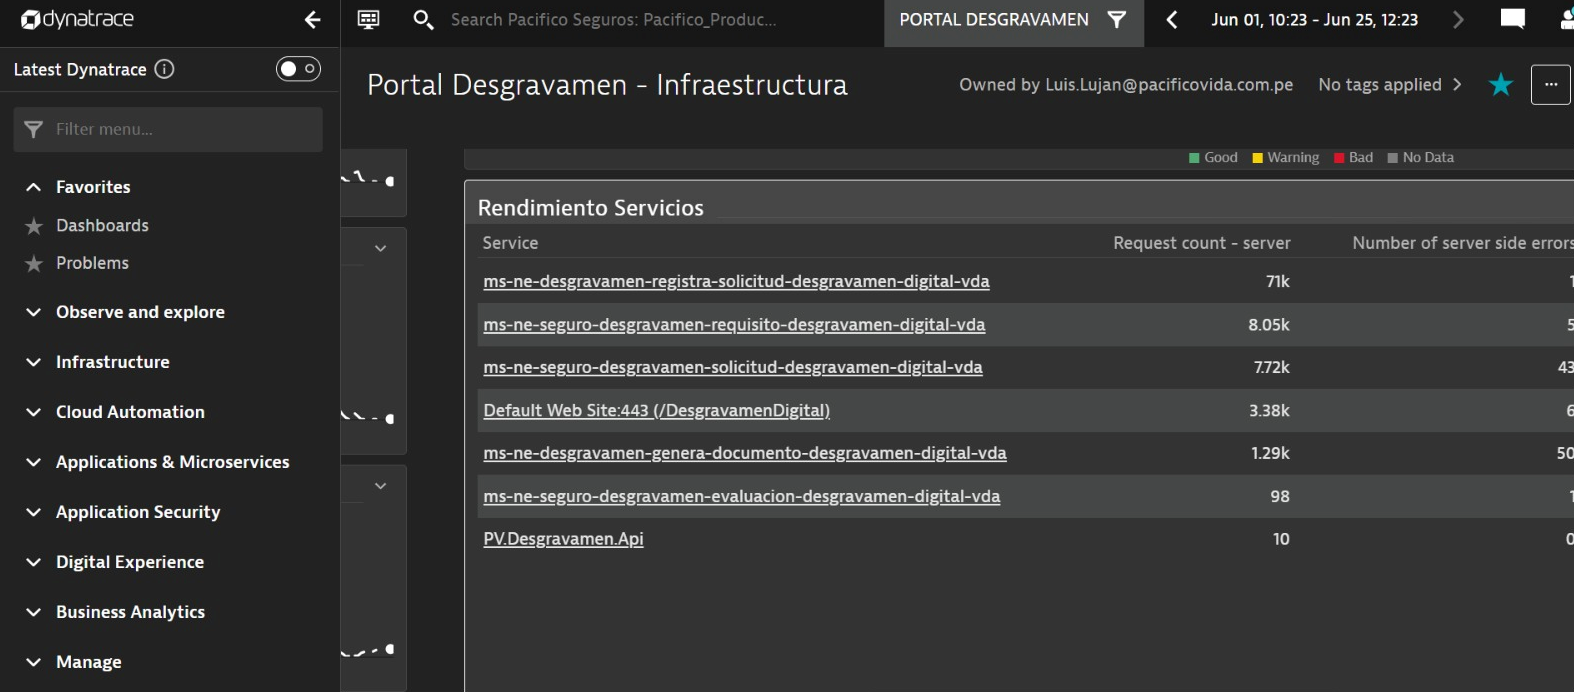 dynatrace
Search Pacifico Seguros: Pacifico_Produc...
PORTAL DESGRAVAMEN
Jun 01, 10:23 - Jun 25, 12:23
Latest Dynatrace
Portal Desgravamen - Infraestructura
Owned by Luis.Lujan@pacificovida.com.pe
No tags applied
...
Filter menu...
Favorites
Dashboards
Problems
Observe and explore
Infrastructure
Cloud Automation
Applications & Microservices
Application Security
Digital Experience
Business Analytics
Manage
Good Warning Bad No Data
Rendimiento Servicios
Service Request count - server Number of server side errors
ms-ne-desgravamen-registra-solicitud-desgravamen-digital-vda 71k
ms-ne-seguro-desgravamen-requisito-desgravamen-digital-vda 8.05k 5
ms-ne-seguro-desgravamen-solicitud-desgravamen-digital-vda 7.72k 43
Default Web Site:443 (/DesgravamenDigital) 3.38k 6
ms-ne-desgravamen-genera-documento-desgravamen-digital-vda 1.29k 50
ms-ne-seguro-desgravamen-evaluacion-desgravamen-digital-vda 98
PV.Desgravamen.Api 10 0